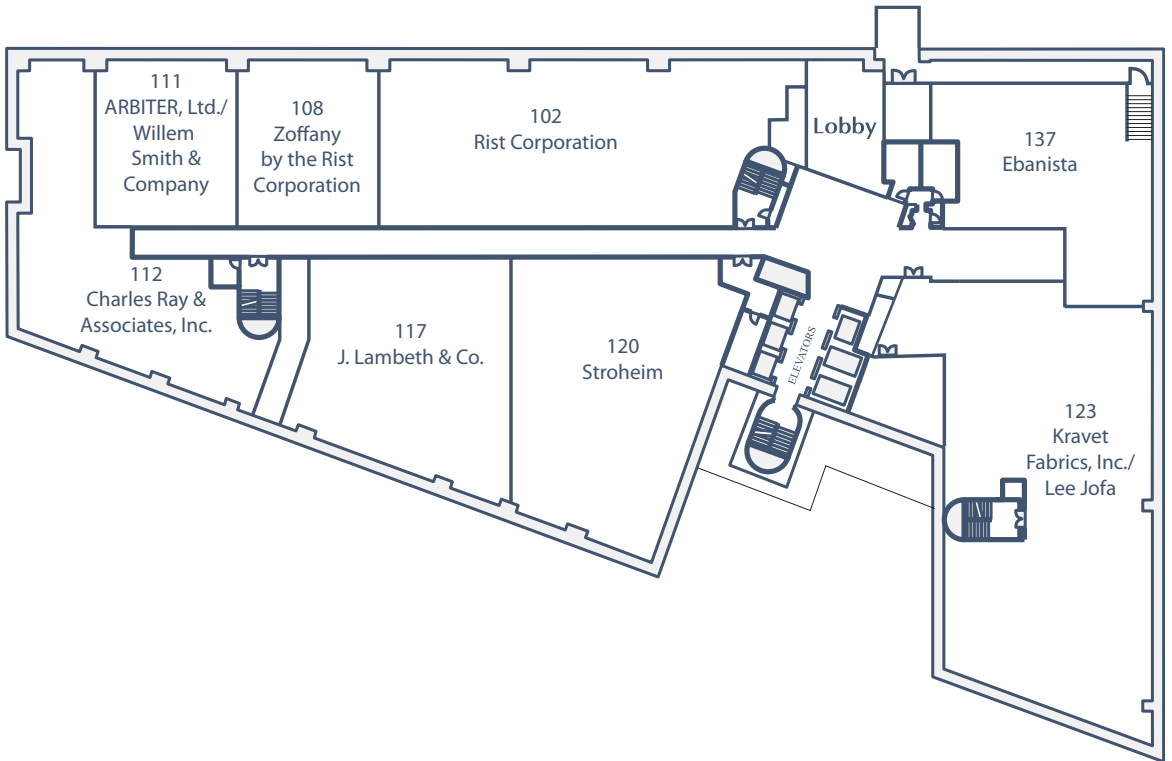 111
ARBITER, Ltd./
Willem
Smith &
Company
108
Zoffany
by the Rist
Corporation
102
Rist Corporation
Lobby
137
Ebanista
112
Charles Ray &
Associates, Inc.
117
J. Lambeth & Co.
120
Stroheim
ELEVATORS
123
Kravet
Fabrics, Inc./
Lee Jofa